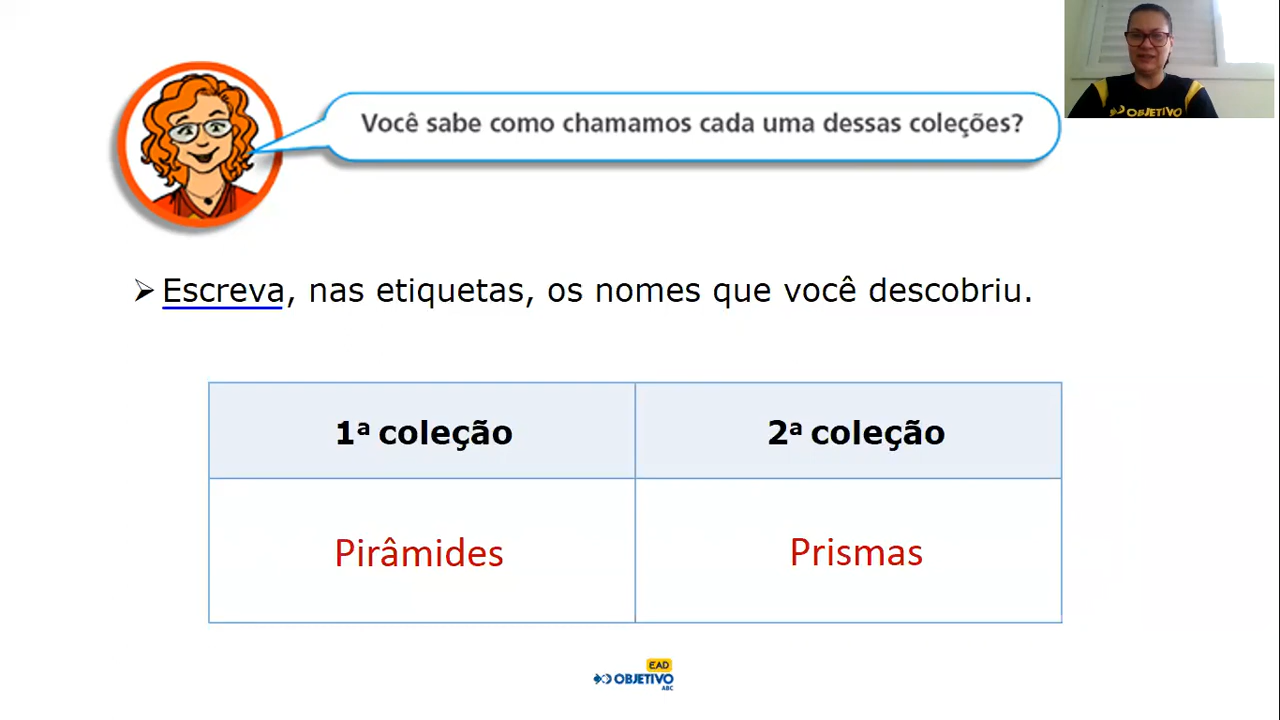 OBJETIVO
Você sabe como chamamos cada uma dessas coleções?
➢ Escreva, nas etiquetas, os nomes que você descobriu.
1ª coleção
2ª coleção
Pirâmides
Prismas
EAD
OBJETIVO
ABC